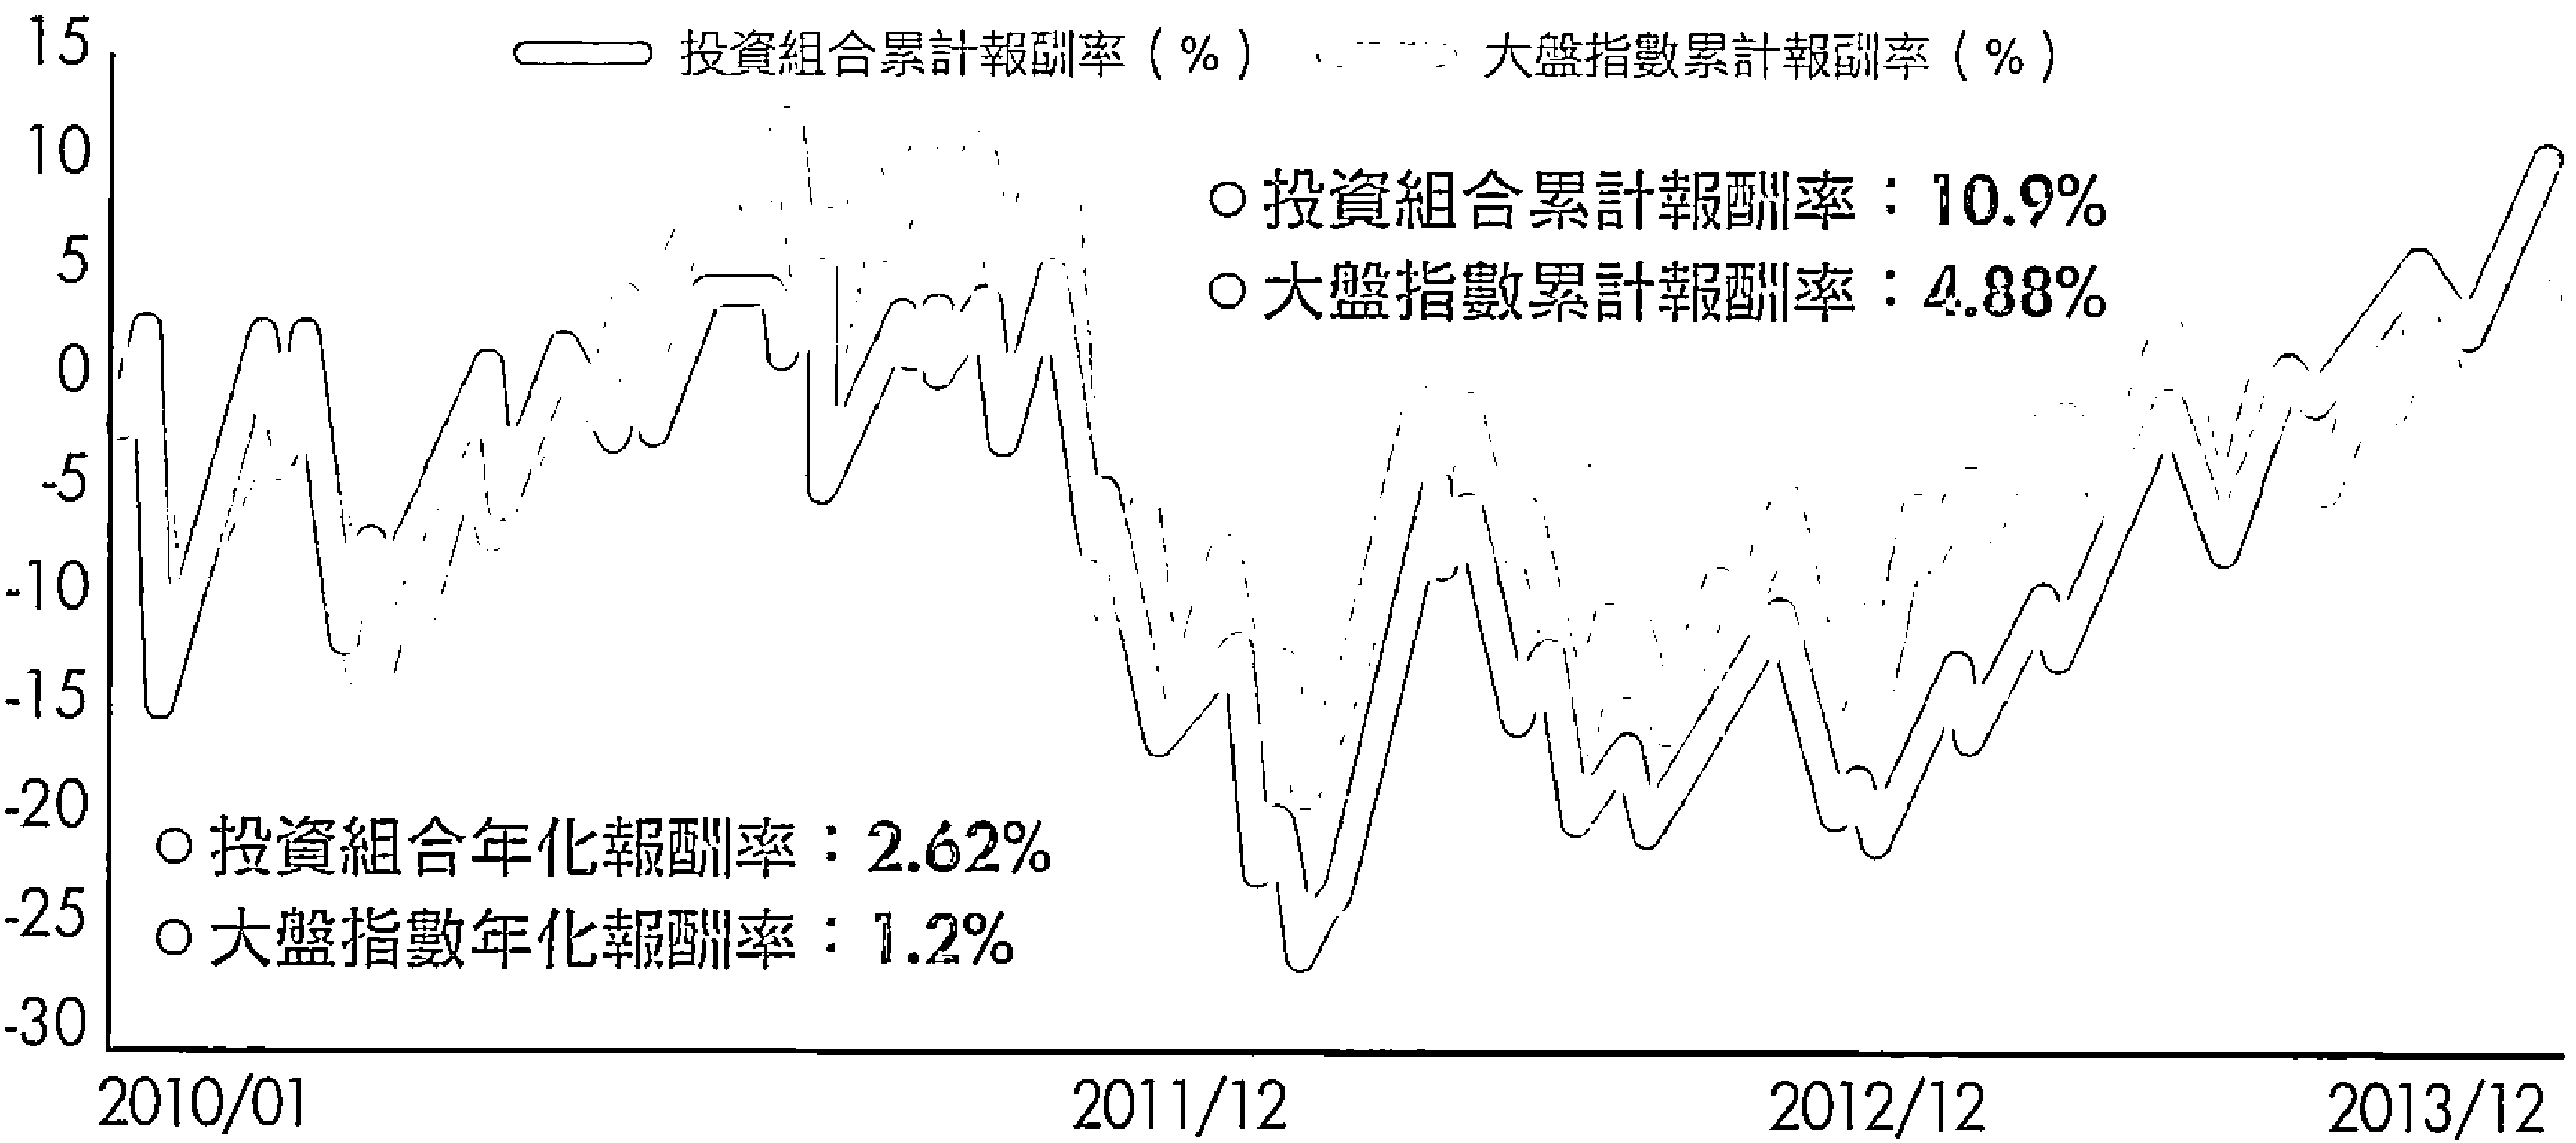 投資組合累計報酬率（%） 大盤指數累計報酬率（%）
15
10
5
0
-5
-10
-15
-20
-25
-30
○投資組合累計報酬率：10.9%
○大盤指數累計報酬率：4.88%
○投資組合年化報酬率：2.62%
○大盤指數年化報酬率：1.2%
2010/01 2011/12 2012/12 2013/12